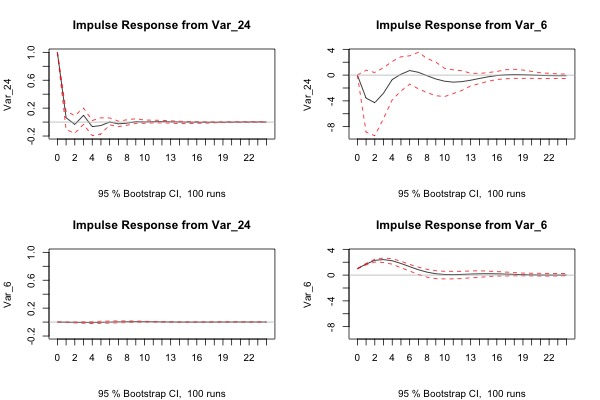 Impulse Response from Var_24
Var_24
-0.2 0.2 0.6 1.0
0 2 4 6 8 10 13 16 19 22
95 % Bootstrap CI, 100 runs
Impulse Response from Var_6
Var_24
-8 -4 0 4
0 2 4 6 8 10 13 16 19 22
95 % Bootstrap CI, 100 runs
Impulse Response from Var_24
Var_6
-0.2 0.2 0.6 1.0
0 2 4 6 8 10 13 16 19 22
95 % Bootstrap CI, 100 runs
Impulse Response from Var_6
Var_6
-8 -4 0 4
0 2 4 6 8 10 13 16 19 22
95 % Bootstrap CI, 100 runs